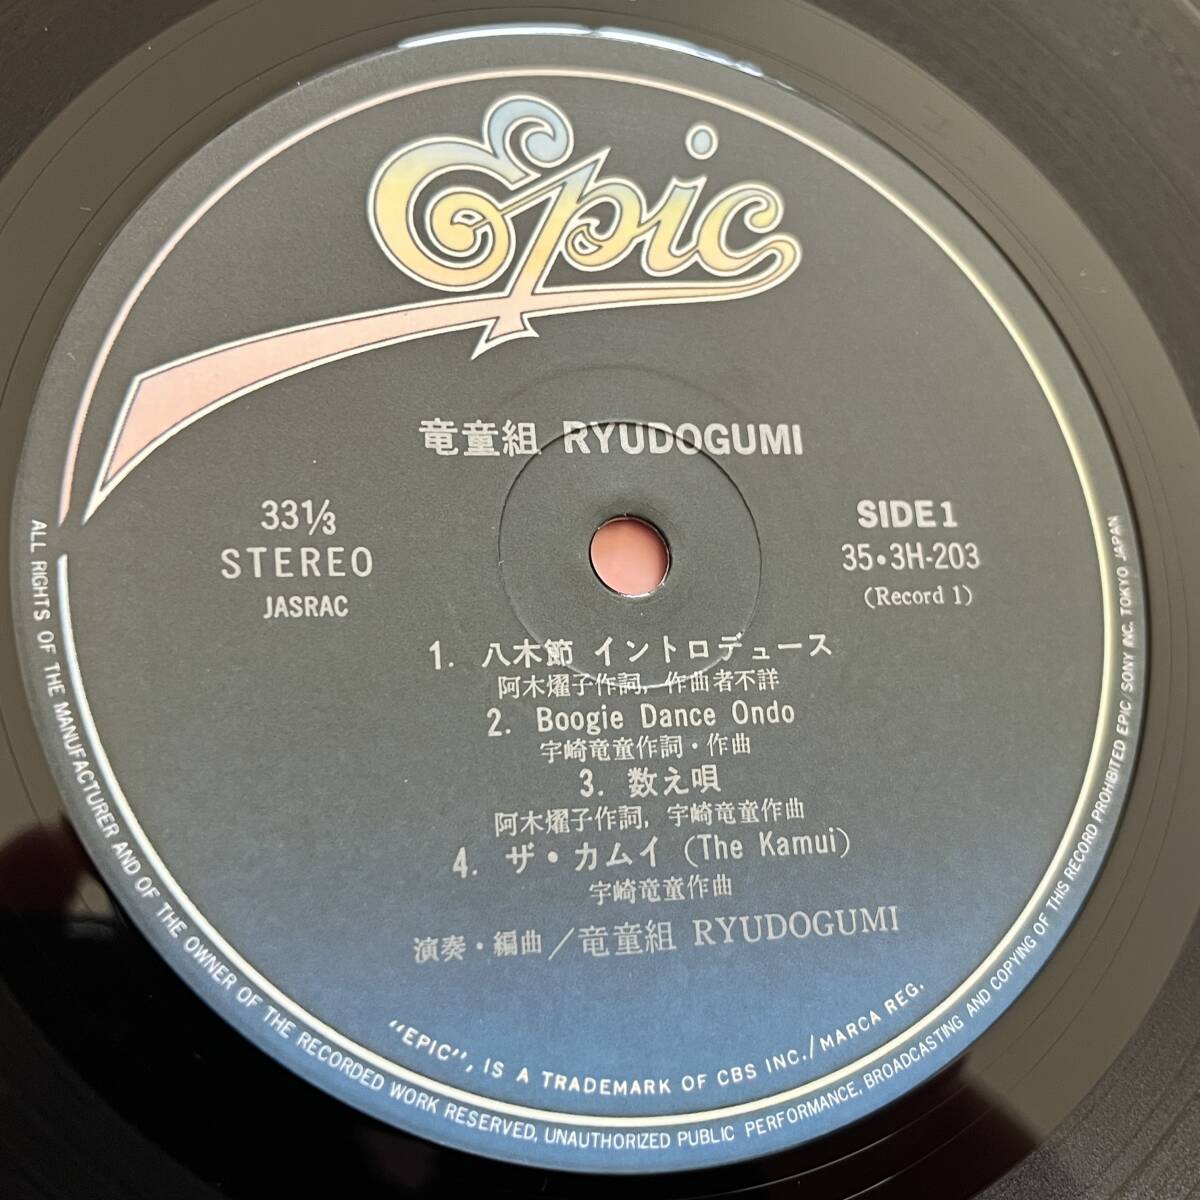 Epic
竜童組 RYUDOGUMI
33⅓
STEREO
JASRAC
SIDE 1
35・3H-203
(Record 1)
1. 八木節 イントロデュース
阿木燿子作詞, 作曲者不詳
2. Boogie Dance Ondo
宇崎竜童作詞・作曲
3. 数え唄
阿木燿子作詞, 宇崎竜童作曲
4. ザ・カムイ (The Kamui)
宇崎竜童作曲
演奏・編曲/竜童組 RYUDOGUMI
"EPIC", IS A TRADEMARK OF CBS INC./MARCA REG.
ALL RIGHTS OF THE MANUFACTURER AND OF THE OWNER OF THE RECORDED WORK RESERVED, UNAUTHORIZED PUBLIC PERFORMANCE, BROADCASTING AND COPYING OF THIS RECORD PROHIBITED EPIC/SONY INC. TOKYO JAPAN